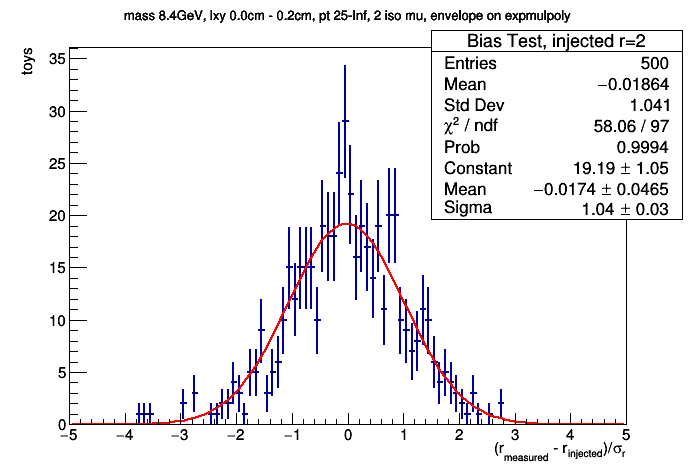 mass 8.4GeV, lxy 0.0cm - 0.2cm, pt 25-Inf, 2 iso mu, envelope on expmulpoly
Bias Test, injected r=2
Entries 500
Mean −0.01864
Std Dev 1.041
χ² / ndf 58.06 / 97
Prob 0.9994
Constant 19.19 ± 1.05
Mean −0.0174 ± 0.0465
Sigma 1.04 ± 0.03
toys
35
30
25
20
15
10
5
0
−5 −4 −3 −2 −1 0 1 2 3 4 5
(r_measured - r_injected)/σ_r